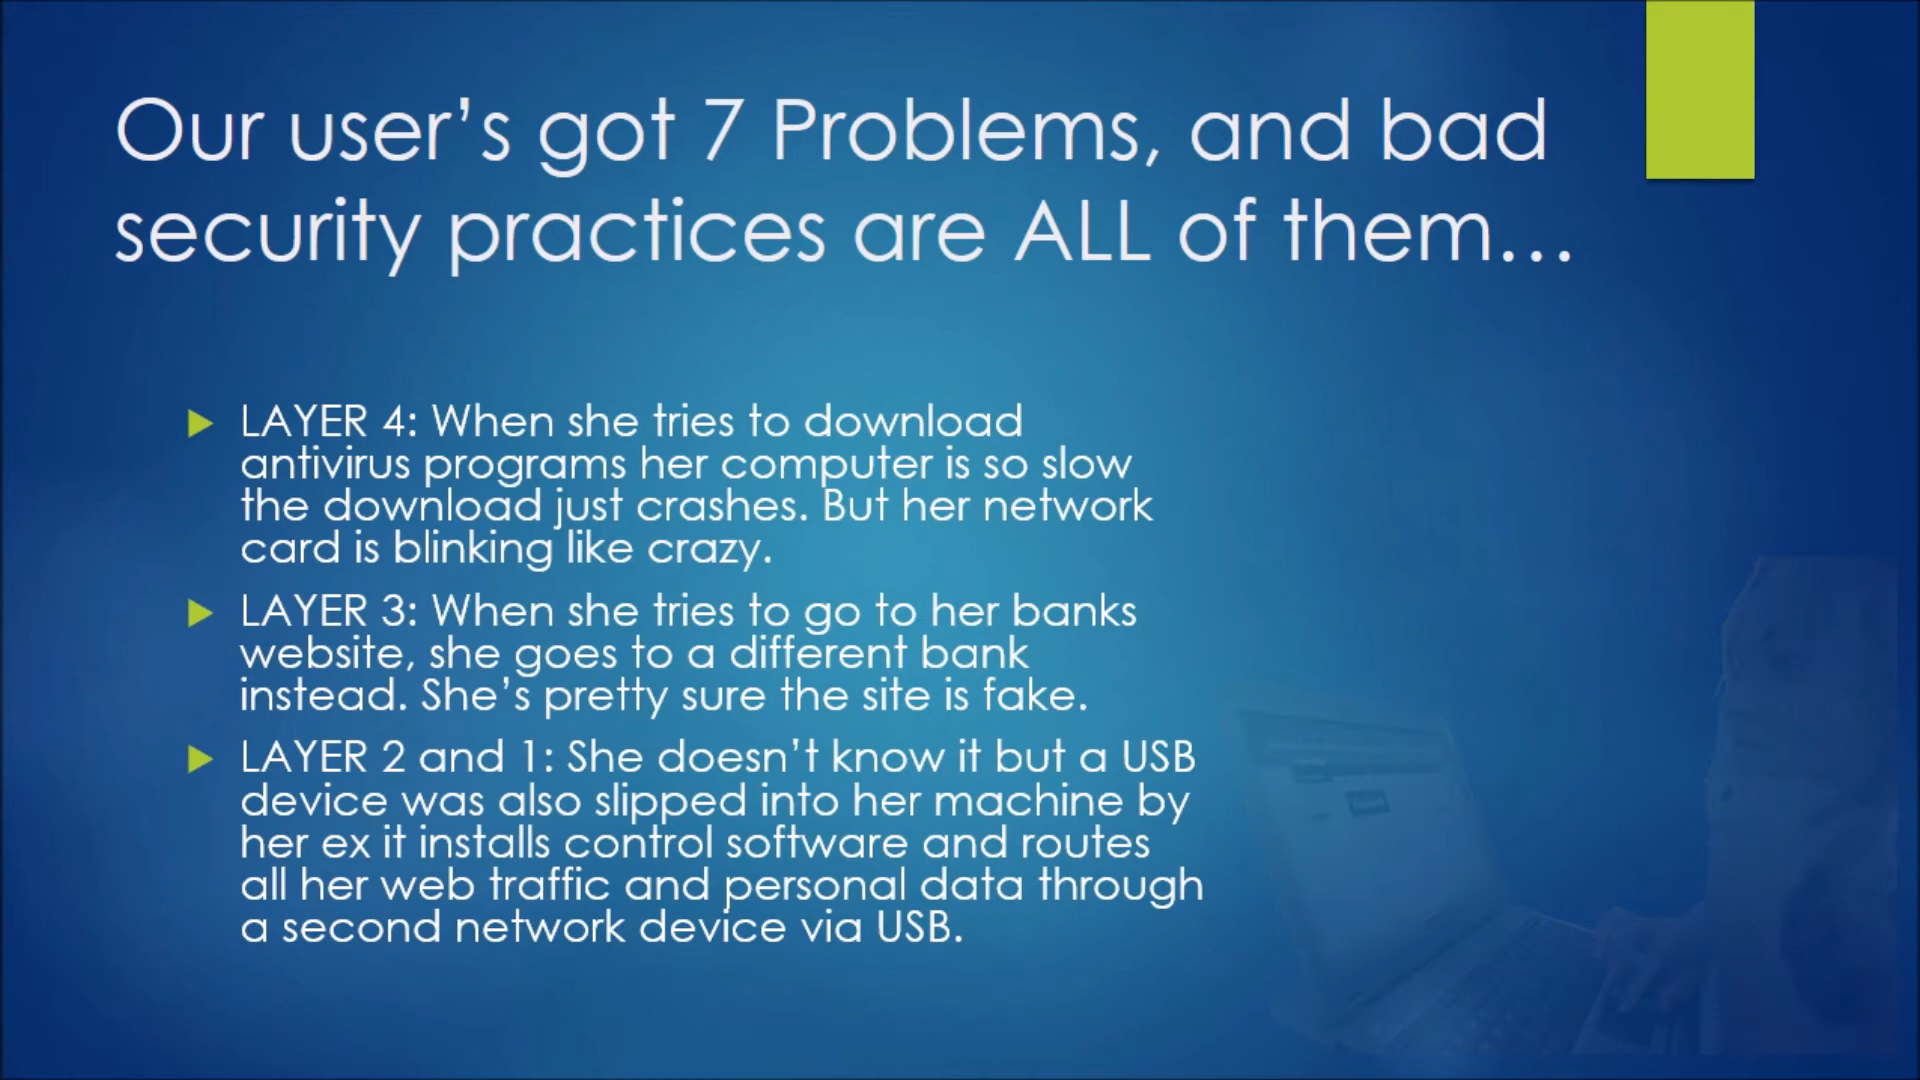 Our user’s got 7 Problems, and bad
security practices are ALL of them...
LAYER 4: When she tries to download
antivirus programs her computer is so slow
the download just crashes. But her network
card is blinking like crazy.
LAYER 3: When she tries to go to her banks
website, she goes to a different bank
instead. She’s pretty sure the site is fake.
LAYER 2 and 1: She doesn’t know it but a USB
device was also slipped into her machine by
her ex it installs control software and routes
all her web traffic and personal data through
a second network device via USB.